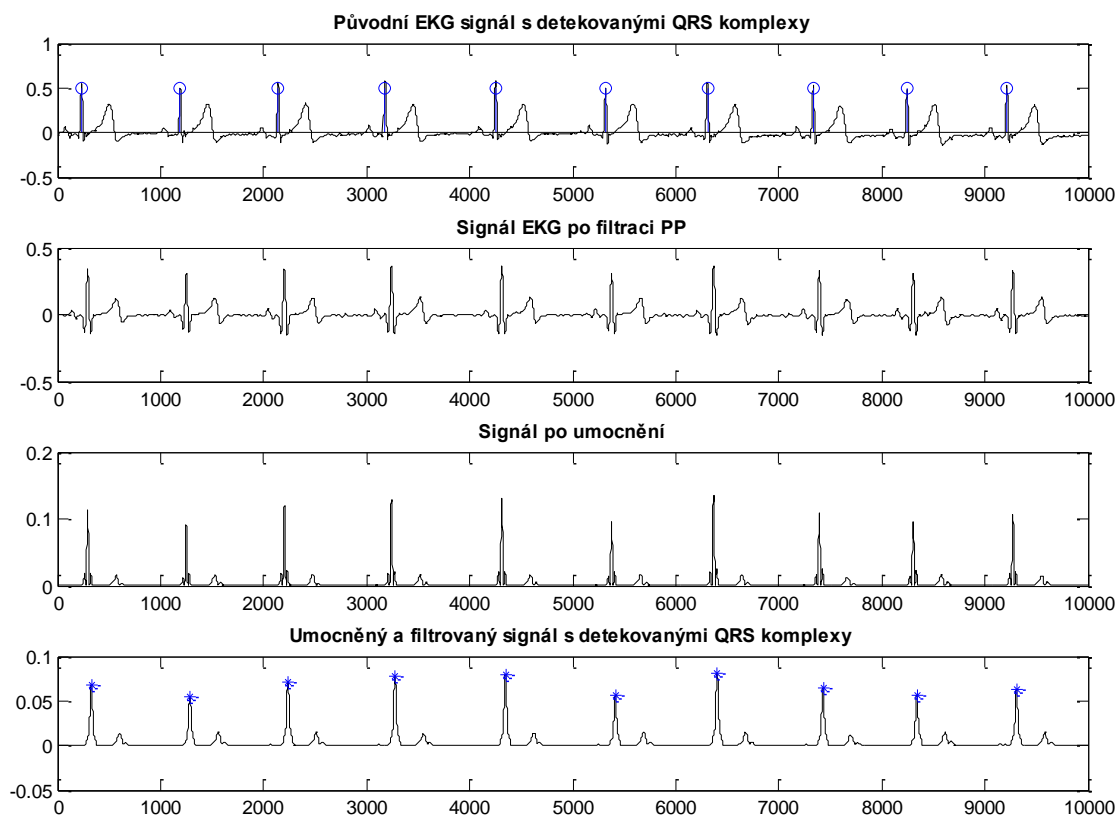 Původní EKG signál s detekovanými QRS komplexy
1
0.5
0
-0.5
0 1000 2000 3000 4000 5000 6000 7000 8000 9000 10000
Signál EKG po filtraci PP
0.5
0
-0.5
0 1000 2000 3000 4000 5000 6000 7000 8000 9000 10000
Signál po umocnění
0.2
0.1
0
0 1000 2000 3000 4000 5000 6000 7000 8000 9000 10000
Umocněný a filtrovaný signál s detekovanými QRS komplexy
0.1
0.05
0
-0.05
0 1000 2000 3000 4000 5000 6000 7000 8000 9000 10000